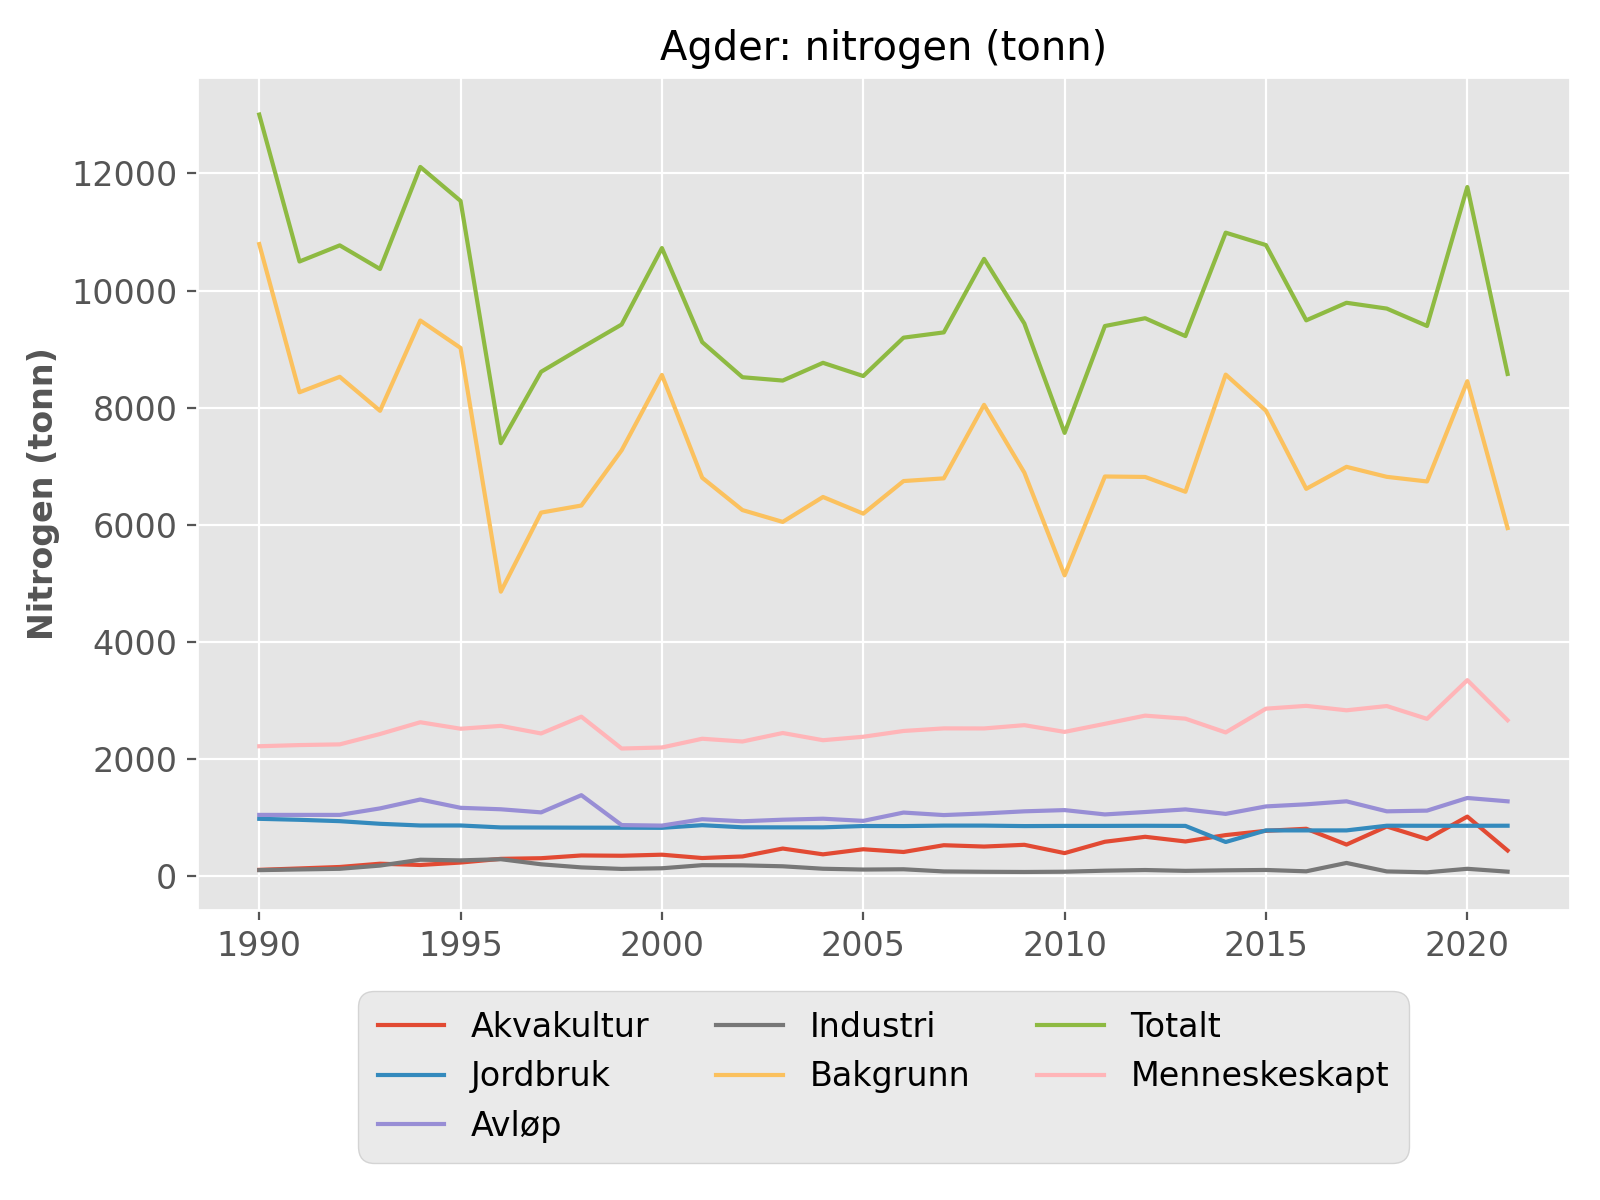 Agder: nitrogen (tonn)
Nitrogen (tonn)
12000
10000
8000
6000
4000
2000
0
1990 1995 2000 2005 2010 2015 2020
Akvakultur Industri Totalt
Jordbruk Bakgrunn Menneskeskapt
Avløp